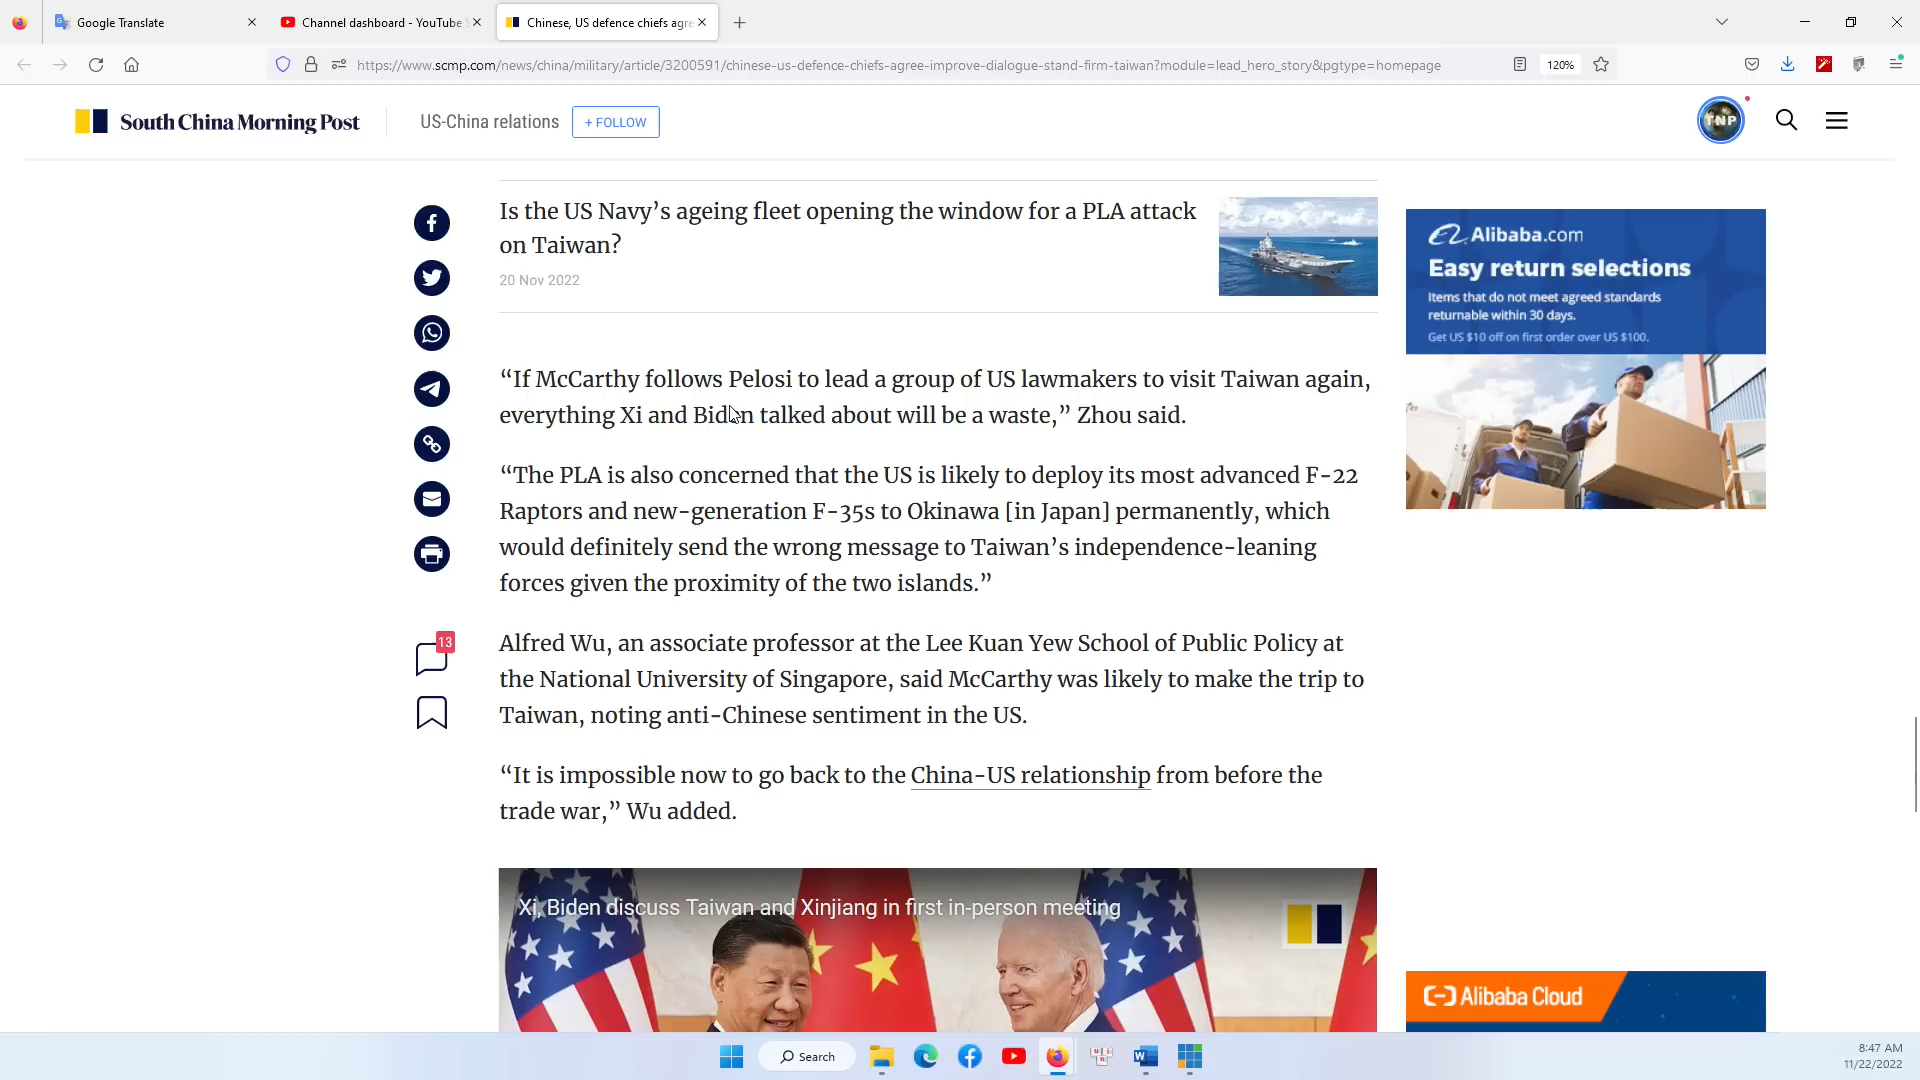 Google Translate
Channel dashboard - YouTube S
Chinese, US defence chiefs agre
https://www.scmp.com/news/china/military/article/3200591/chinese-us-defence-chiefs-agree-improve-dialogue-stand-firm-taiwan?module=lead_hero_story&pgtype=homepage
120%
South China Morning Post
US-China relations
+ FOLLOW
TNP
Is the US Navy’s ageing fleet opening the window for a PLA attack
on Taiwan?
20 Nov 2022
“If McCarthy follows Pelosi to lead a group of US lawmakers to visit Taiwan again,
everything Xi and Biden talked about will be a waste,” Zhou said.
“The PLA is also concerned that the US is likely to deploy its most advanced F-22
Raptors and new-generation F-35s to Okinawa [in Japan] permanently, which
would definitely send the wrong message to Taiwan’s independence-leaning
forces given the proximity of the two islands.”
13
Alfred Wu, an associate professor at the Lee Kuan Yew School of Public Policy at
the National University of Singapore, said McCarthy was likely to make the trip to
Taiwan, noting anti-Chinese sentiment in the US.
“It is impossible now to go back to the China-US relationship from before the
trade war,” Wu added.
Xi, Biden discuss Taiwan and Xinjiang in first in-person meeting
Alibaba.com
Easy return selections
Items that do not meet agreed standards
returnable within 30 days.
Get US $10 off on first order over US $100.
Alibaba Cloud
Search
8:47 AM
11/22/2022